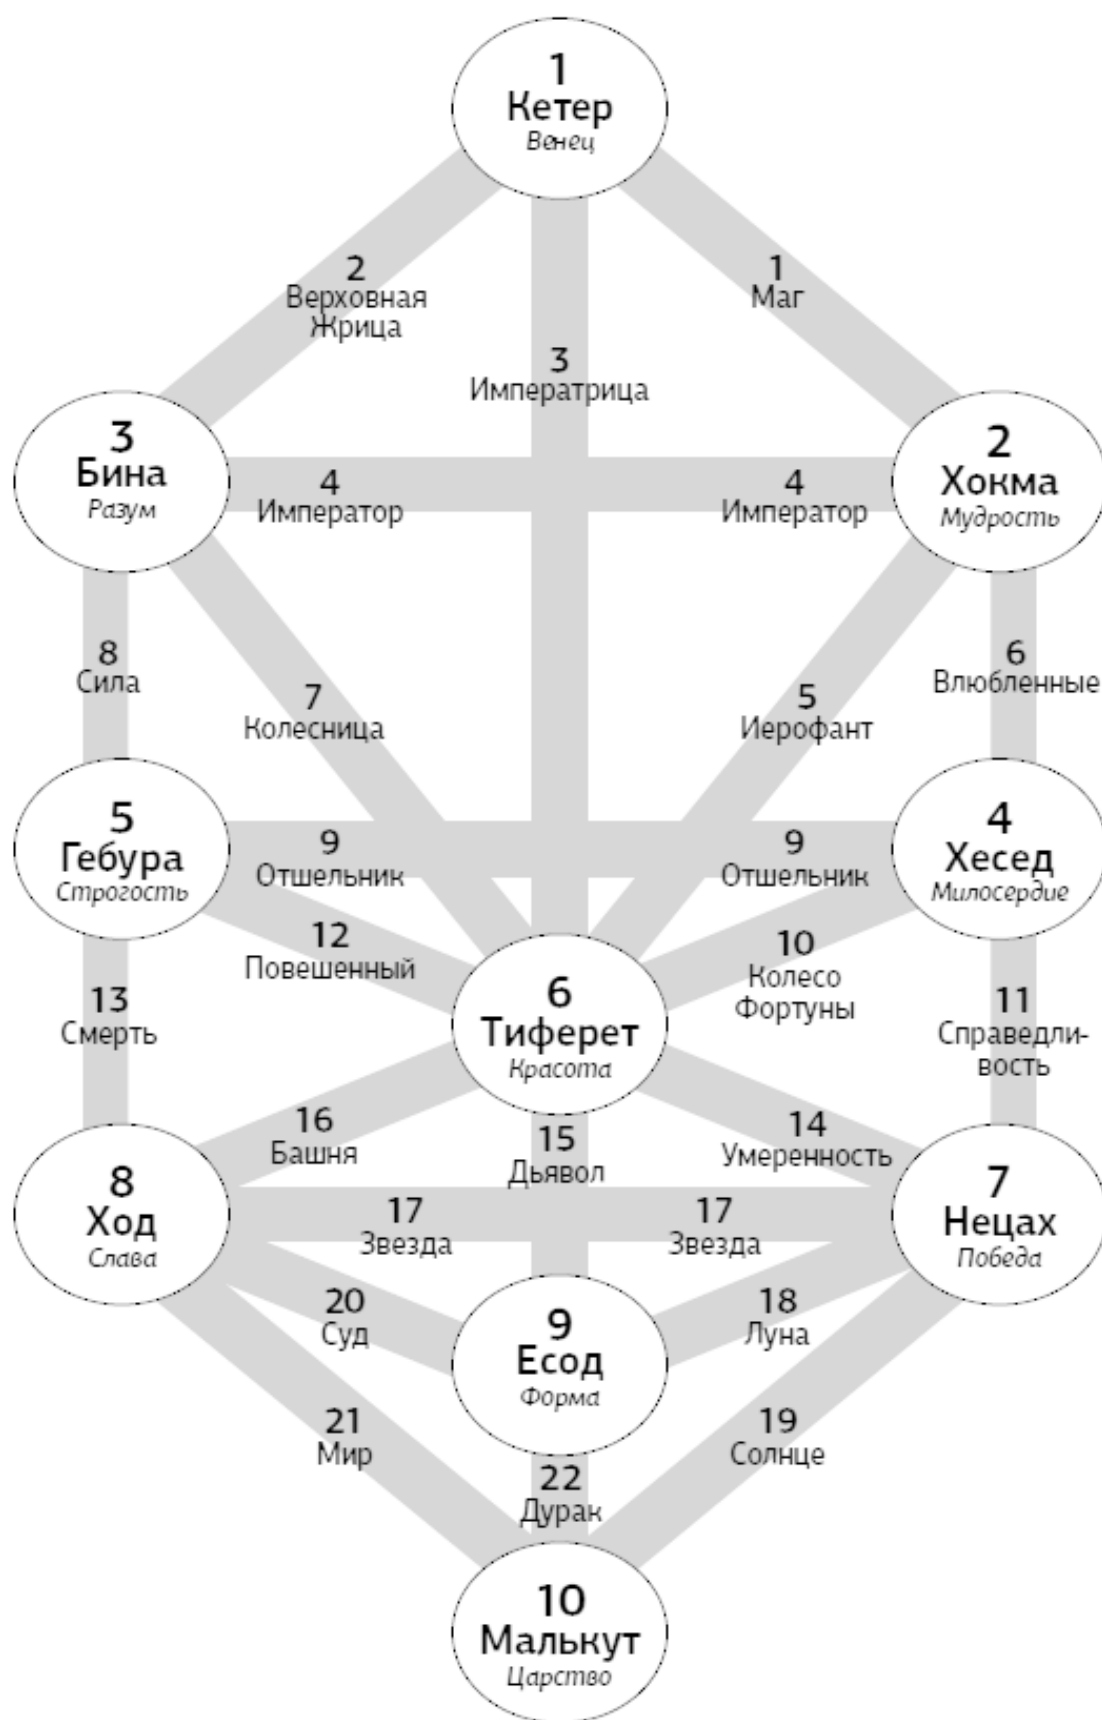 1
Кетер
Венец
2
Верховная
Жрица
1
Маг
3
Императрица
3
Бина
Разум
4
Император
4
Император
2
Хокма
Мудрость
8
Сила
7
Колесница
5
Иерофант
6
Влюбленные
5
Гебура
Строгость
9
Отшельник
9
Отшельник
4
Хесед
Милосердие
12
Повешенный
10
Колесо
Фортуны
13
Смерть
6
Тиферет
Красота
11
Справедли-
вость
16
Башня
15
Дьявол
14
Умеренность
8
Ход
Слава
17
Звезда
17
Звезда
7
Нецах
Победа
20
Суд
9
Есод
Форма
18
Луна
21
Мир
19
Солнце
22
Дурак
10
Малькут
Царство